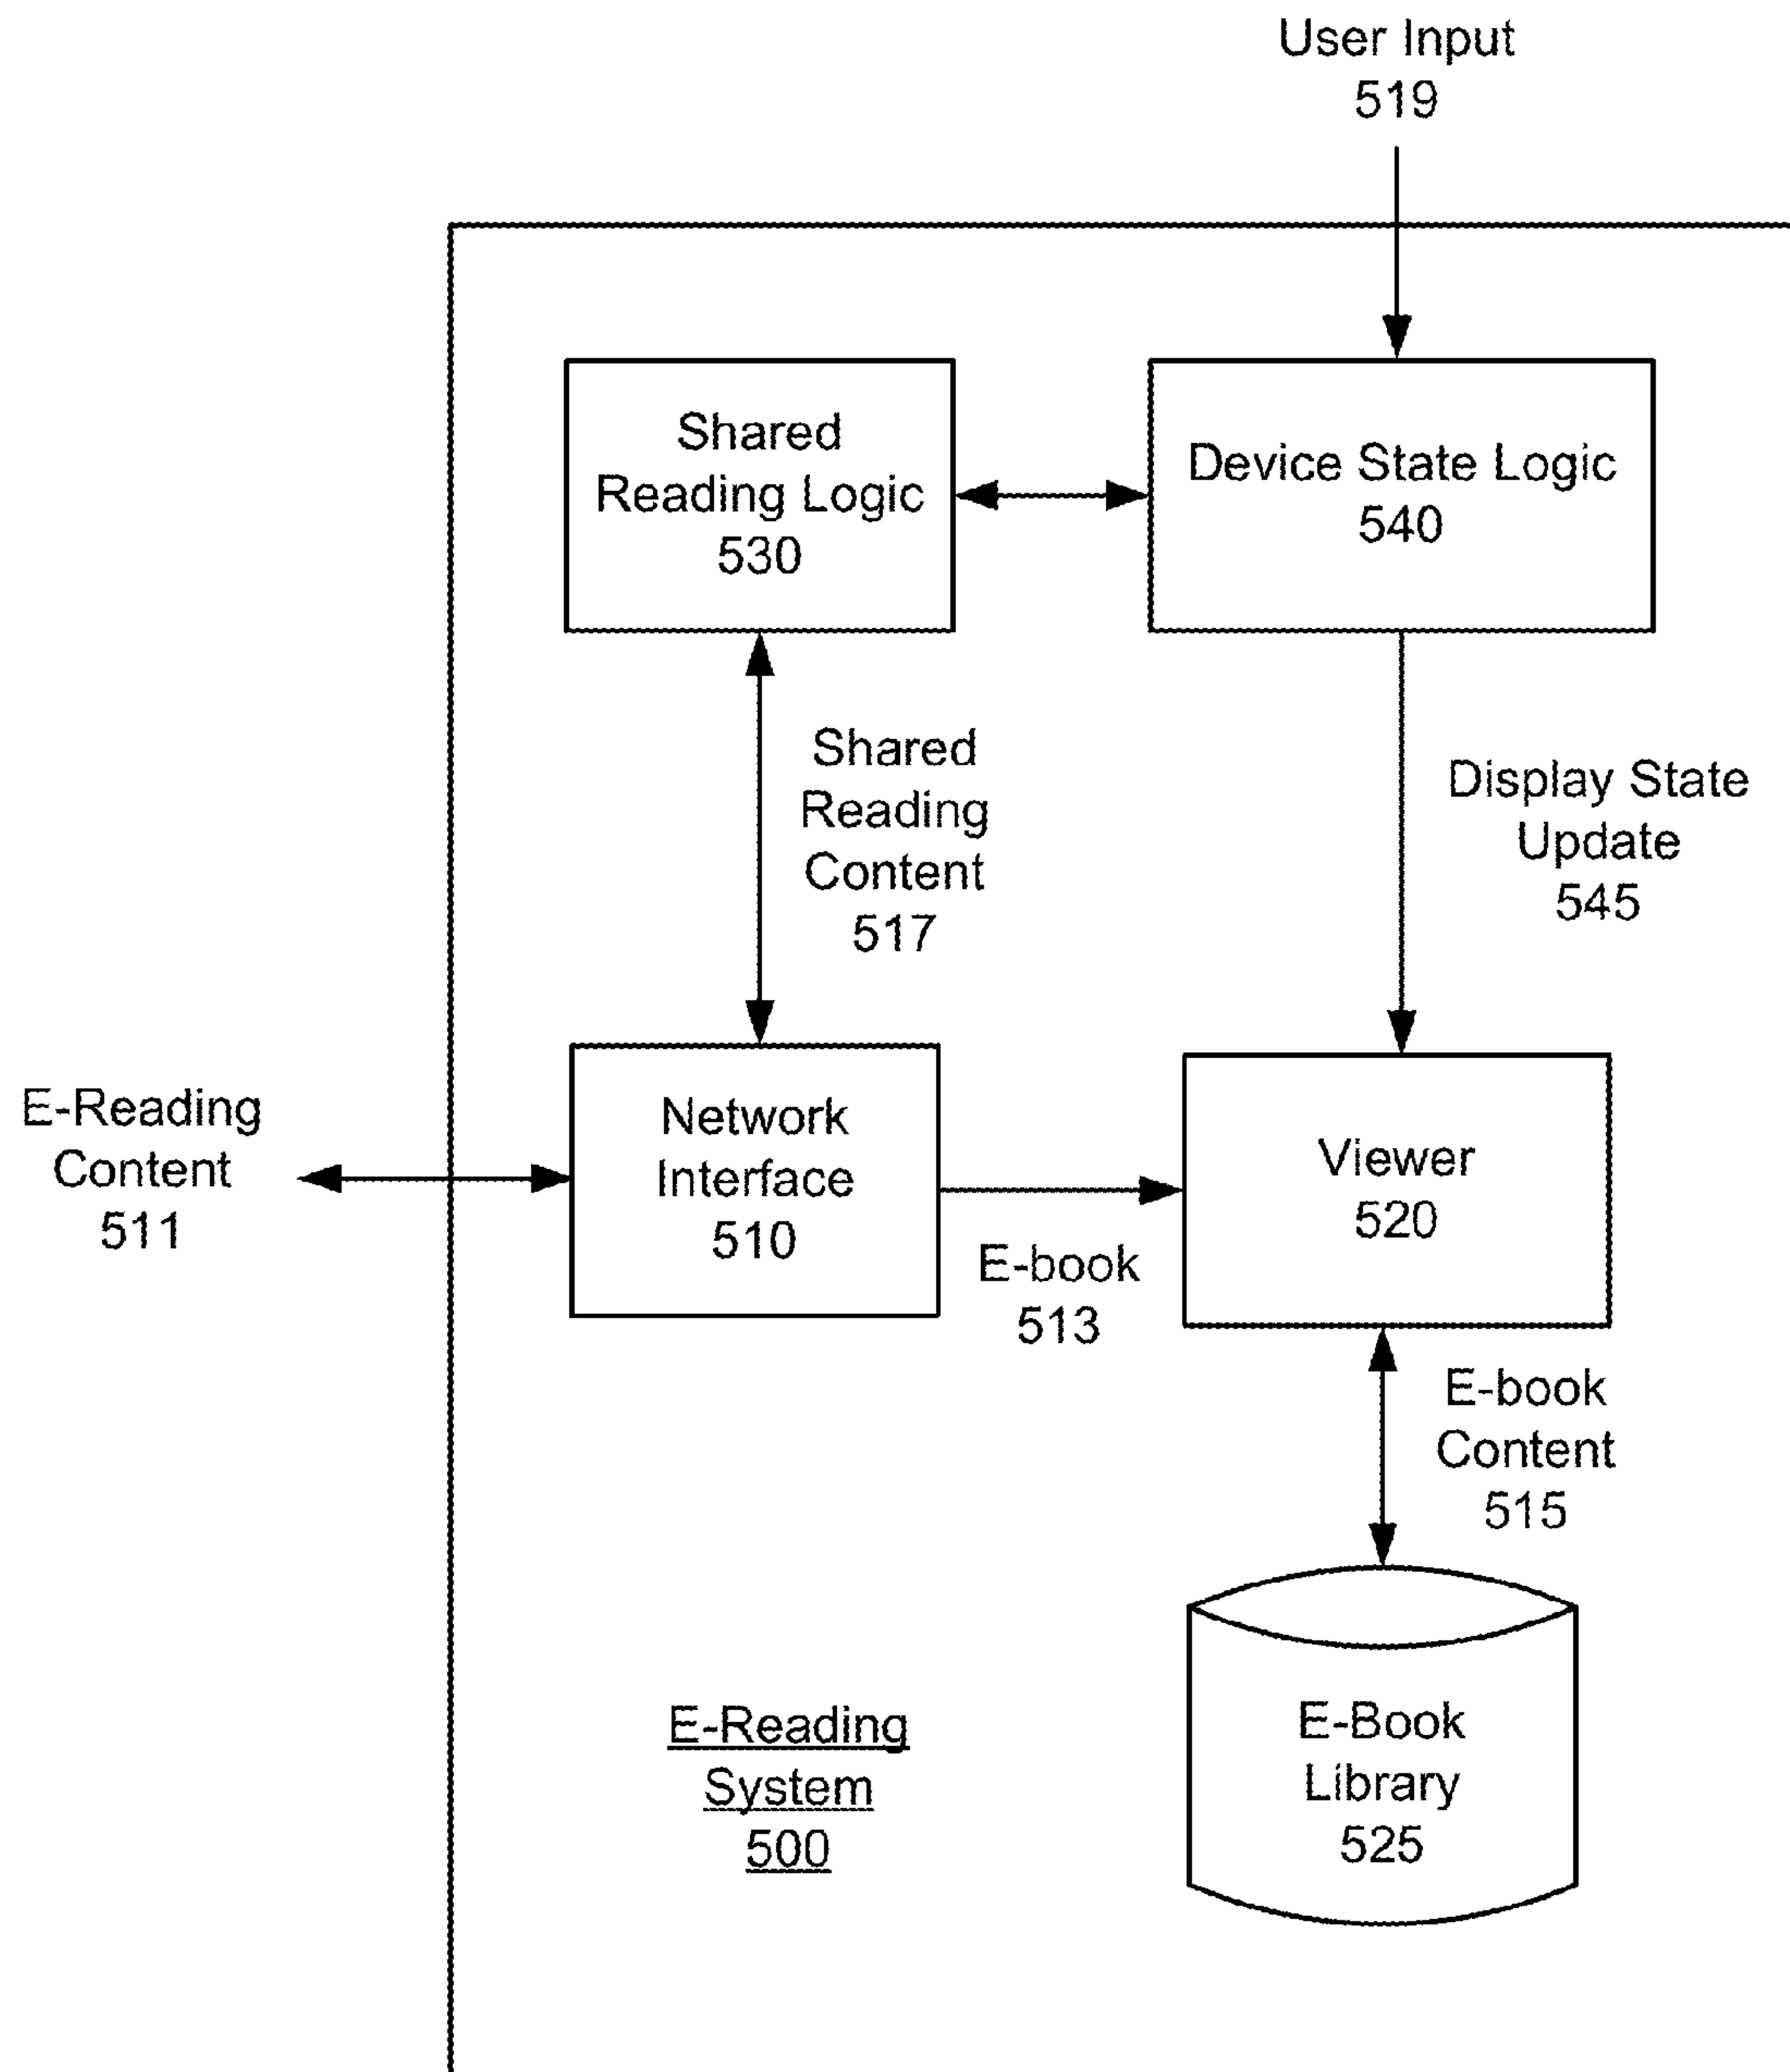 User Input
519
Shared
Reading Logic
530
Device State Logic
540
Shared
Reading
Content
517
Display State
Update
545
E-Reading
Content
511
Network
Interface
510
E-book
513
Viewer
520
E-book
Content
515
E-Reading
System
500
E-Book
Library
525